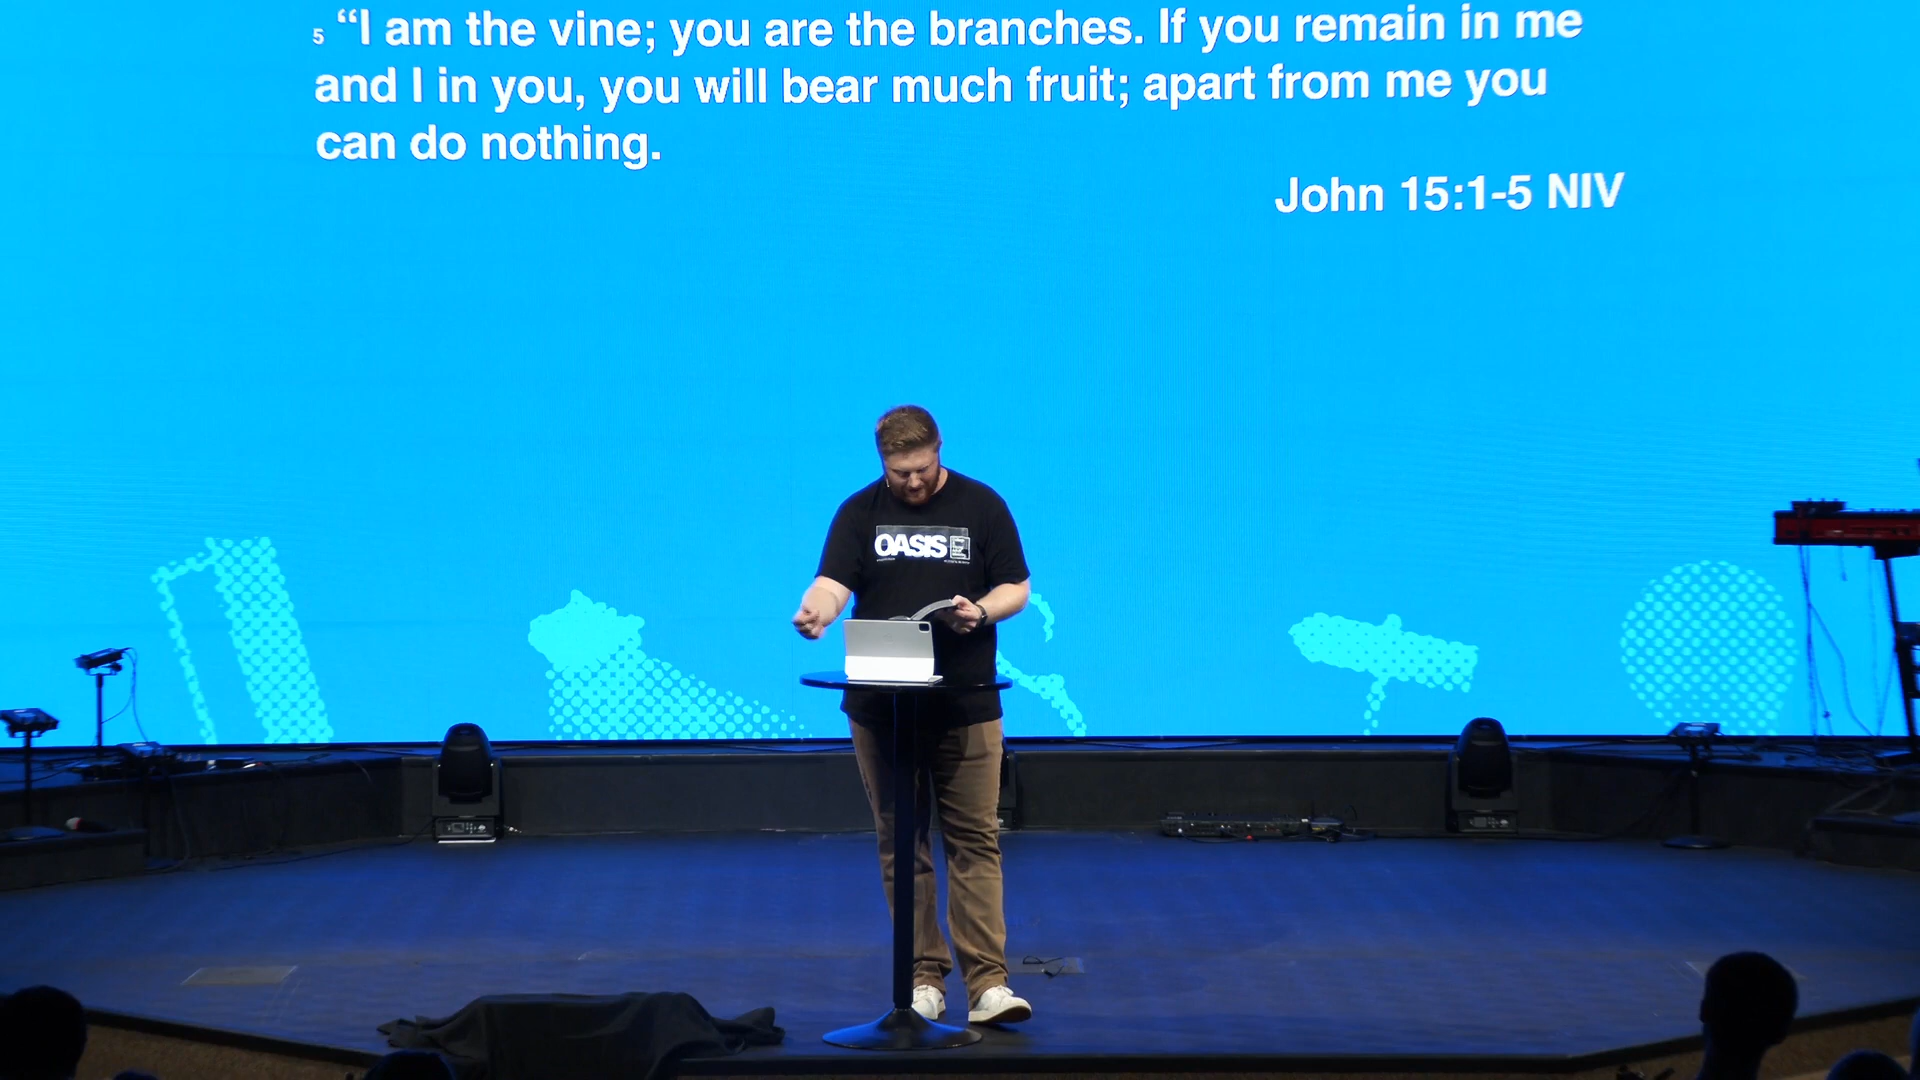 5 “I am the vine; you are the branches. If you remain in me
and I in you, you will bear much fruit; apart from me you
can do nothing.
John 15:1-5 NIV
OASIS